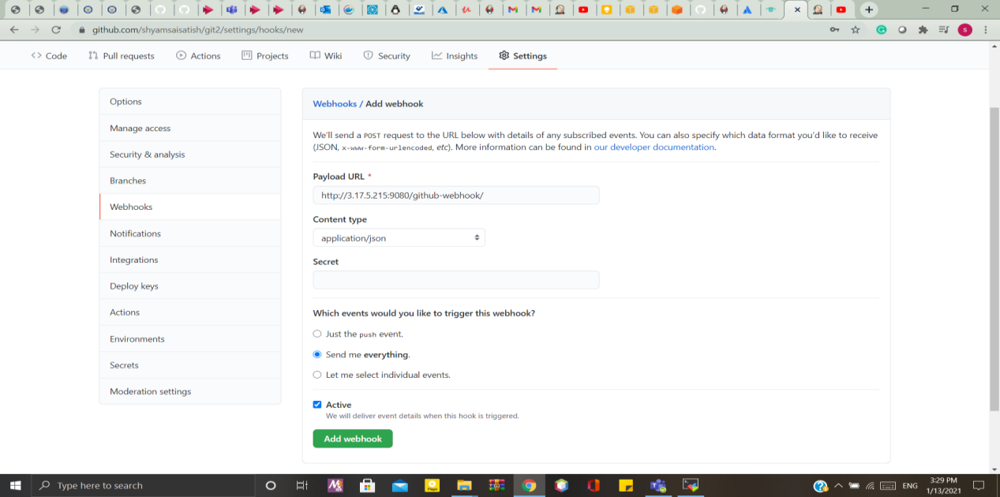 github.com/shyamsaisatish/git2/settings/hooks/new
S
Code Pull requests Actions Projects Wiki Security Insights Settings
Options
Manage access
Security & analysis
Branches
Webhooks
Notifications
Integrations
Deploy keys
Actions
Environments
Secrets
Moderation settings
Webhooks / Add webhook
We'll send a POST request to the URL below with details of any subscribed events. You can also specify which data format you'd like to receive
(JSON, x-www-form-urlencoded, etc). More information can be found in our developer documentation.
Payload URL *
http://3.17.5.215:9080/github-webhook/
Content type
application/json
Secret
Which events would you like to trigger this webhook?
Just the push event.
Send me everything.
Let me select individual events.
Active
We will deliver event details when this hook is triggered.
Add webhook
Type here to search
ENG
3:29 PM
1/13/2021